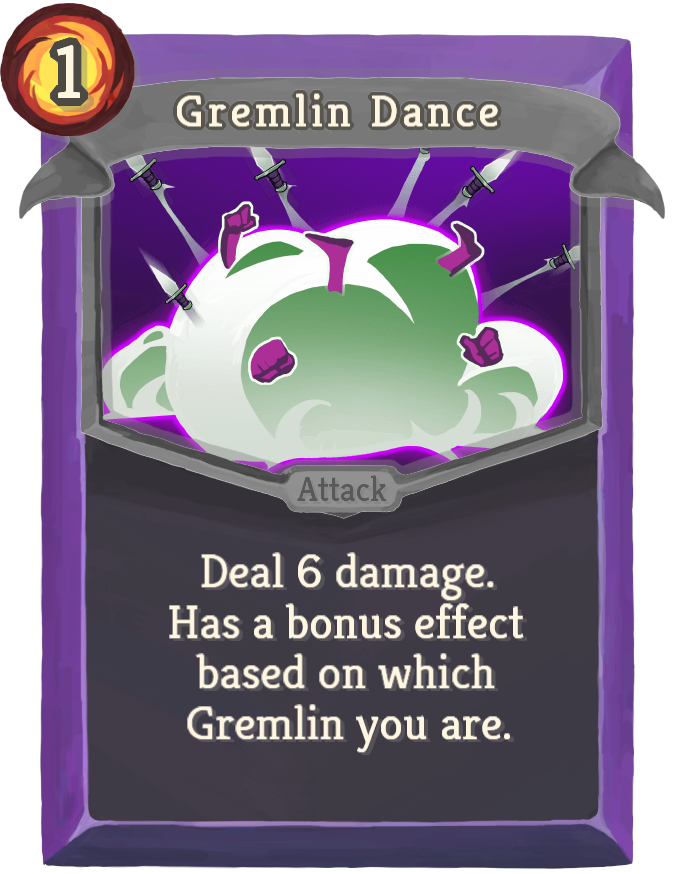 1
Gremlin Dance
Attack
Deal 6 damage.
Has a bonus effect
based on which
Gremlin you are.